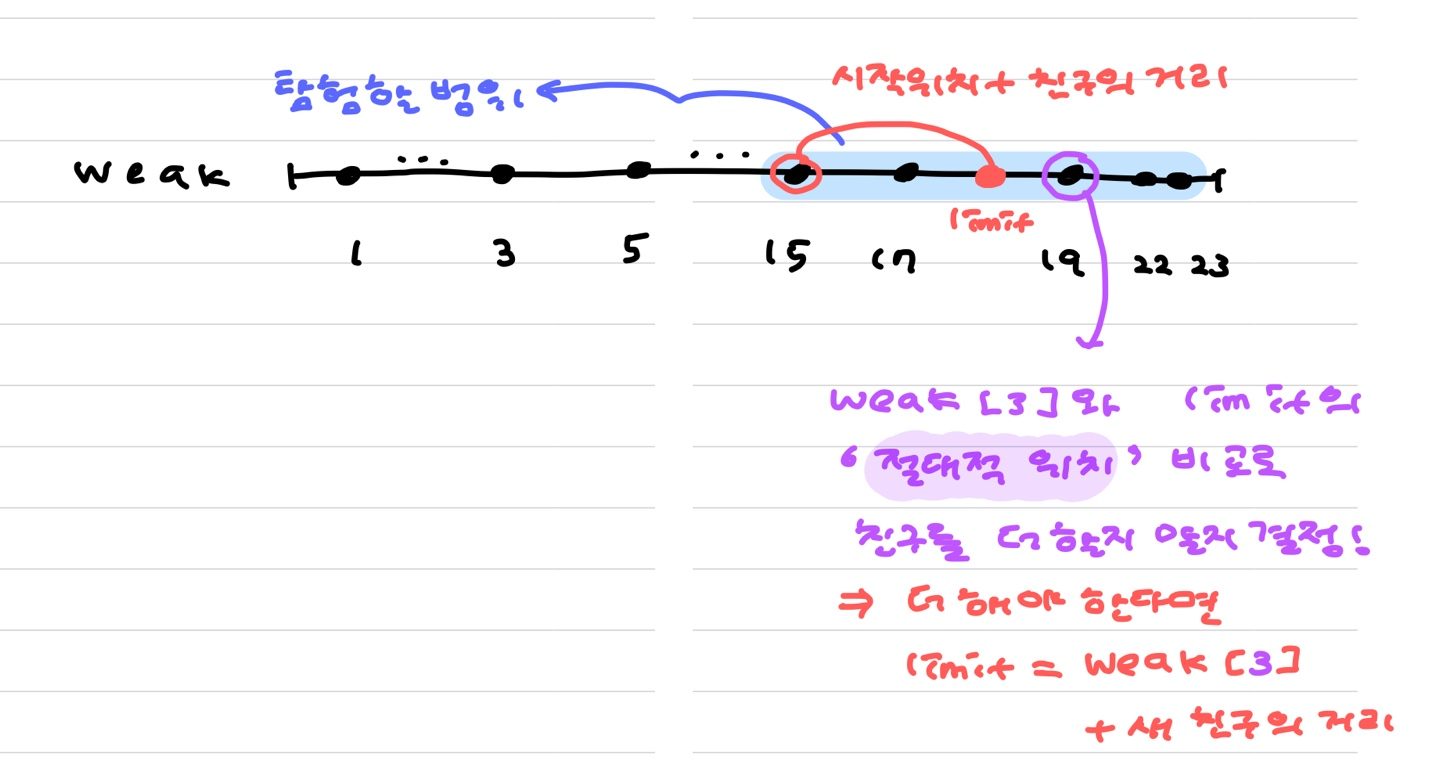 탐험할 범위 시작위치 + 친구의 거리
weak ... ...
limit
1 3 5 15 17 19 22 23
weak [3]와 limit의
‘절대적 위치’ 비교로
친구를 더할지 말지 결정!
⇒ 더해야 한다면
limit = weak [3]
+ 새 친구의 거리